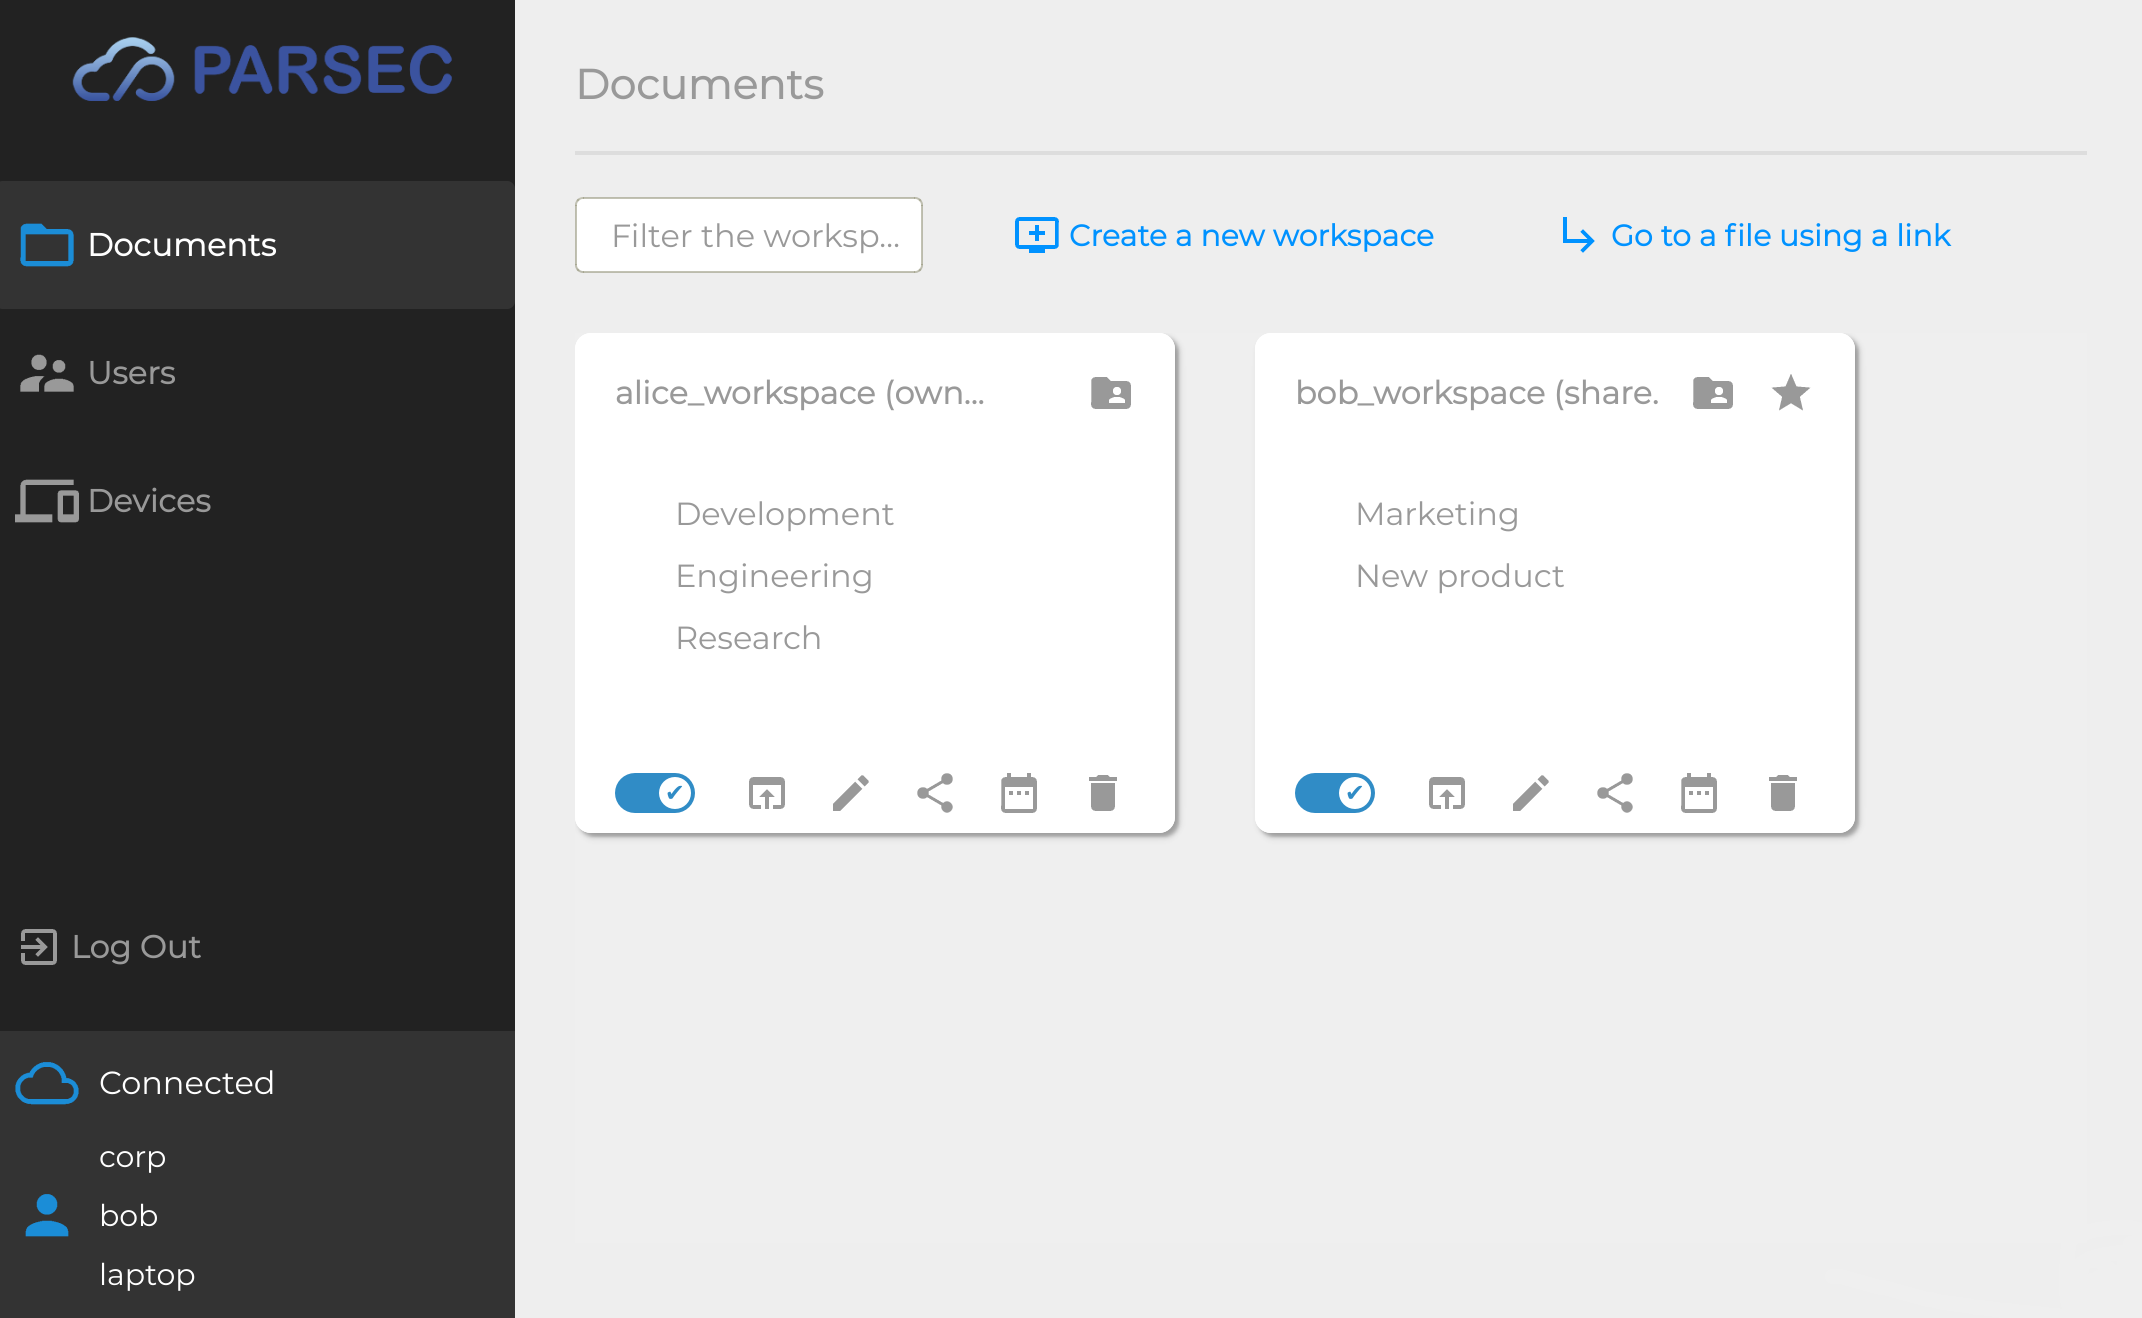 PARSEC
Documents
Users
Devices
Log Out
Connected
corp
bob
laptop
Documents
Filter the worksp...
Create a new workspace
Go to a file using a link
alice_workspace (own...
Development
Engineering
Research
bob_workspace (share.
Marketing
New product